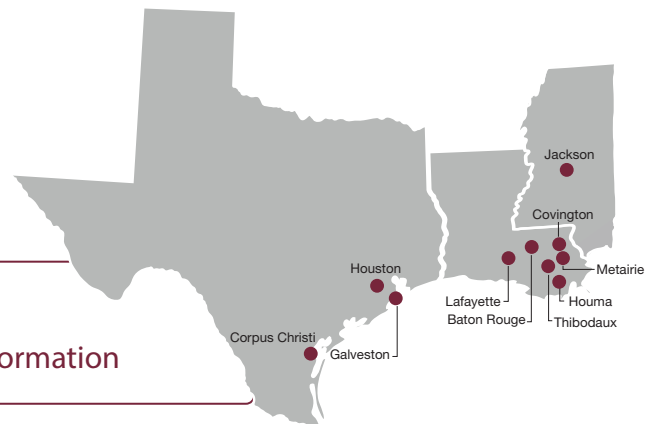 Jackson
Covington
Metairie
Houston
Lafayette
Houma
Baton Rouge
Thibodaux
Corpus Christi
Galveston
ormation